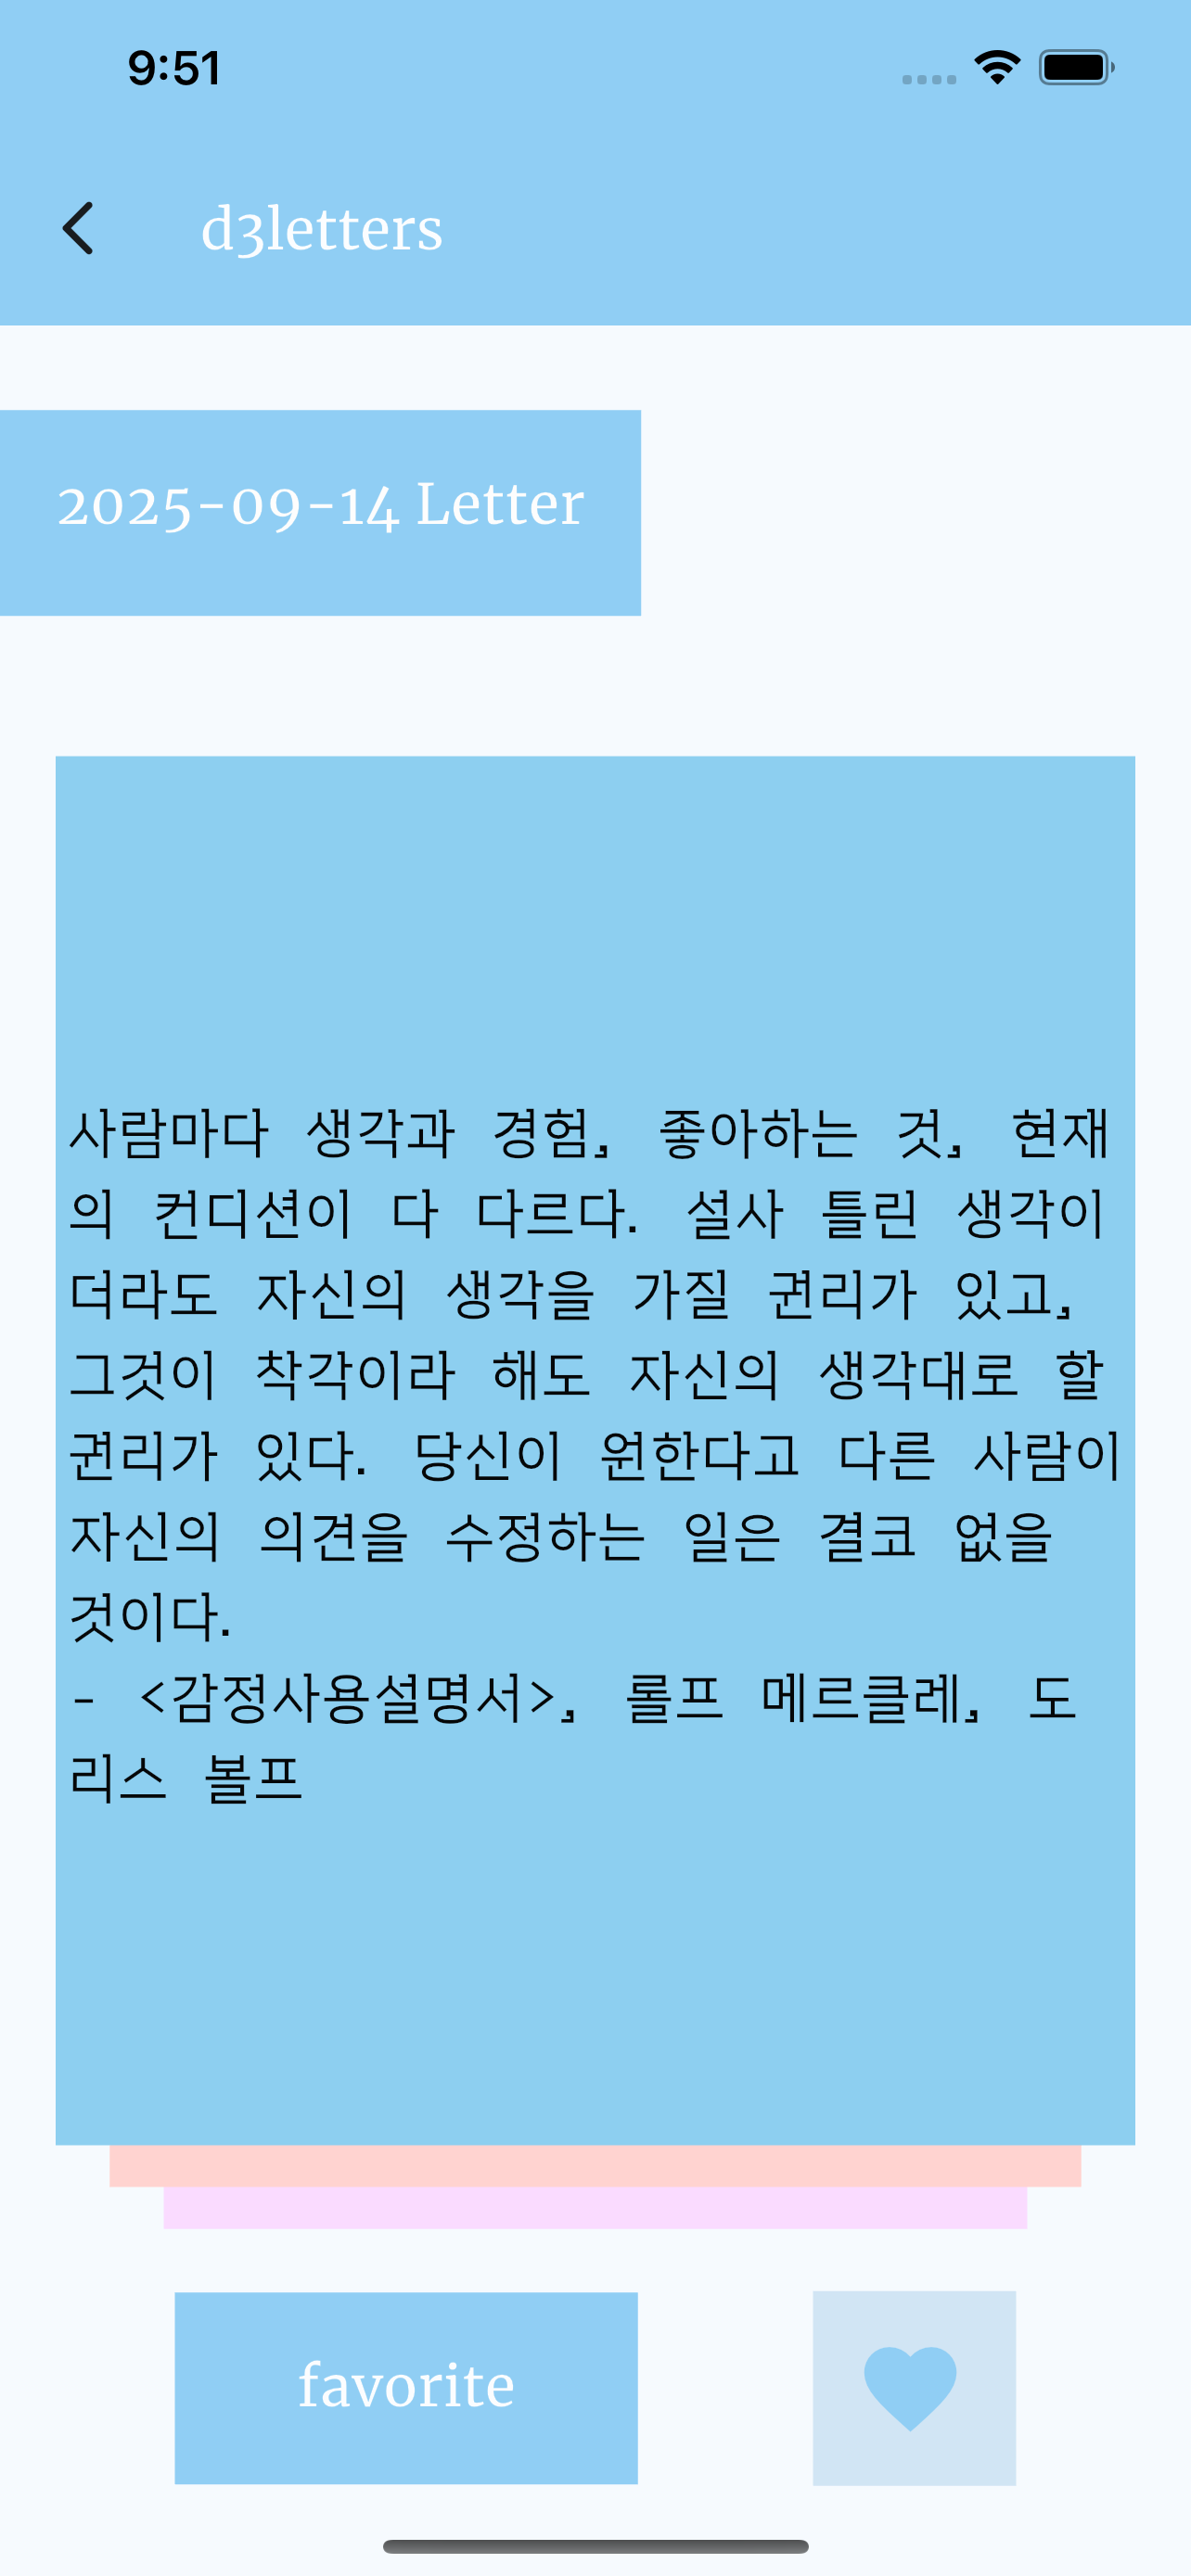 9:51
d3letters
2025-09-14 Letter
사람마다 생각과 경험, 좋아하는 것, 현재
의 컨디션이 다 다르다. 설사 틀린 생각이
더라도 자신의 생각을 가질 권리가 있고,
그것이 착각이라 해도 자신의 생각대로 할
권리가 있다. 당신이 원한다고 다른 사람이
자신의 의견을 수정하는 일은 결코 없을
것이다.
- <감정사용설명서>, 롤프 메르클레, 도
리스 볼프
favorite